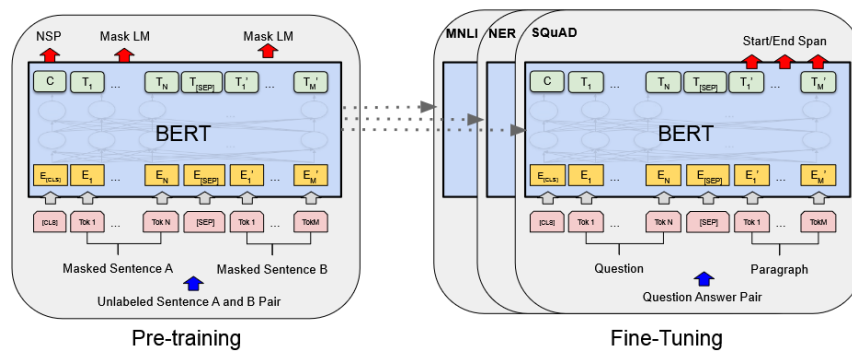 NSP Mask LM Mask LM
C T1 ... TN T[SEP] T1' ... TM'
BERT
E[CLS] E1 ... EN E[SEP] E1' ... EM'
[CLS] Tok 1 ... Tok N [SEP] Tok 1 ... TokM
Masked Sentence A Masked Sentence B
Unlabeled Sentence A and B Pair
Pre-training
MNLI NER SQuAD
Start/End Span
C T1 ... TN T[SEP] T1' ... TM'
BERT
E[CLS] E1 ... EN E[SEP] E1' ... EM'
[CLS] Tok 1 ... Tok N [SEP] Tok 1 ... TokM
Question Paragraph
Question Answer Pair
Fine-Tuning